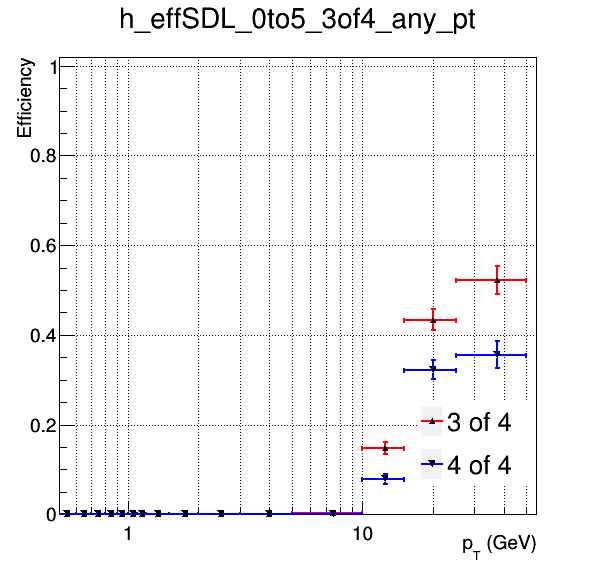 h_effSDL_0to5_3of4_any_pt
Efficiency
1
0.8
0.6
0.4
0.2
0
3 of 4
4 of 4
1
10
p_T (GeV)